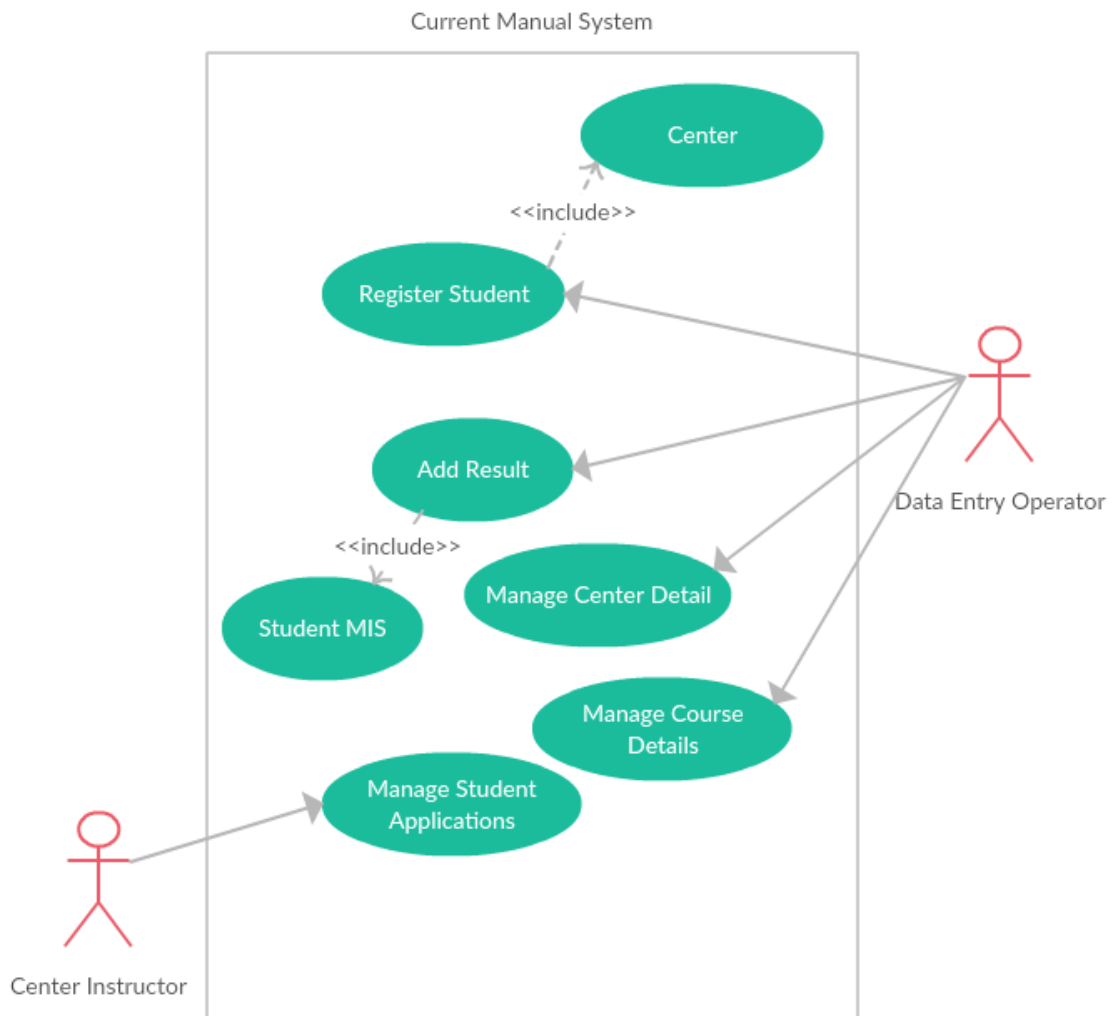 Current Manual System
Center
<<include>>
Register Student
Add Result
Data Entry Operator
<<include>>
Manage Center Detail
Student MIS
Manage Course
Details
Manage Student
Applications
Center Instructor